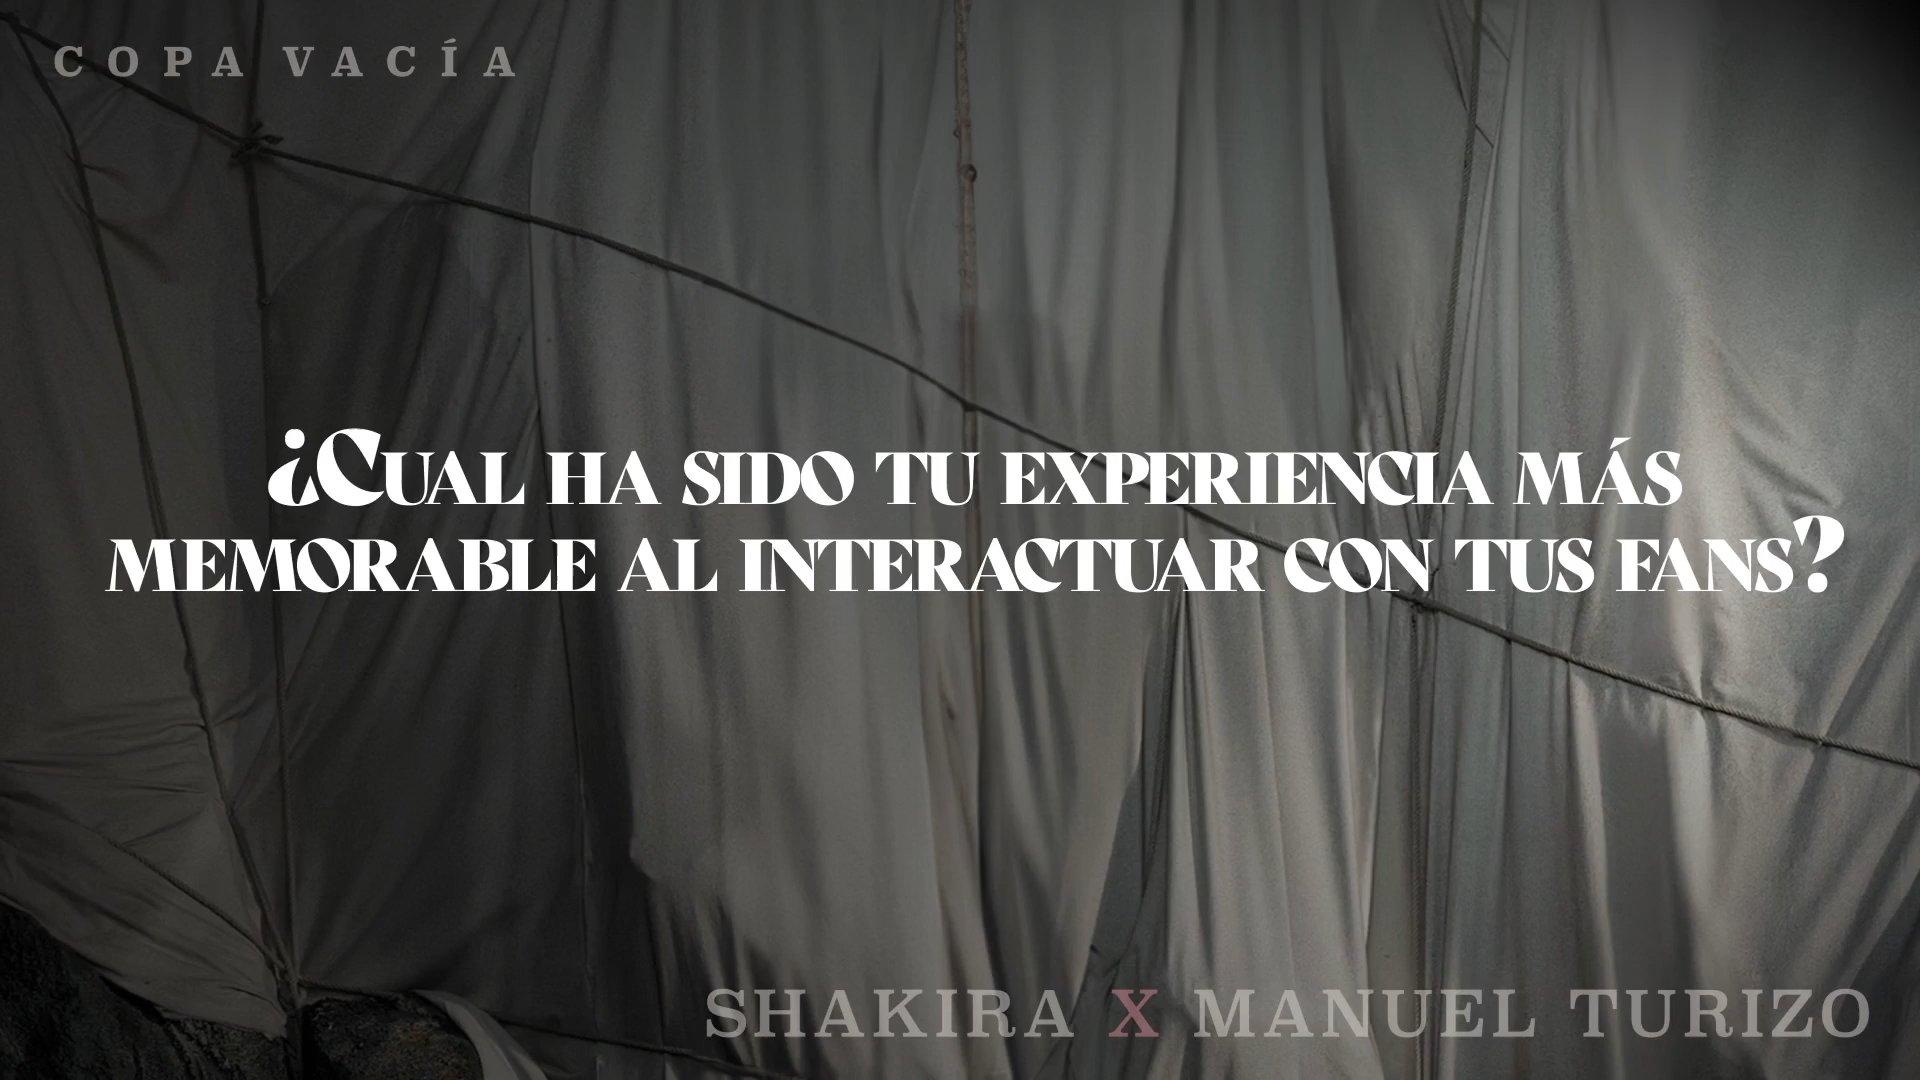 COPA VACÍA
¿CUAL HA SIDO TU EXPERIENCIA MÁS
MEMORABLE AL INTERACTUAR CON TUS FANS?
SHAKIRA X MANUEL TURIZO